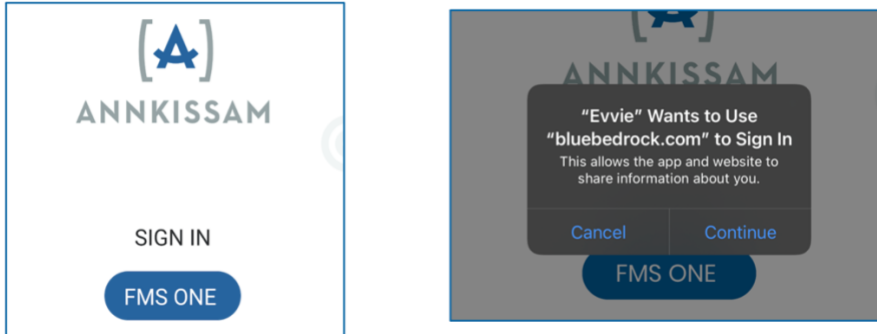 [A]
ANNKISSAM
SIGN IN
FMS ONE
ANNKISSAM
“Evvie” Wants to Use
“bluebedrock.com” to Sign In
This allows the app and website to
share information about you.
Cancel
Continue
FMS ONE